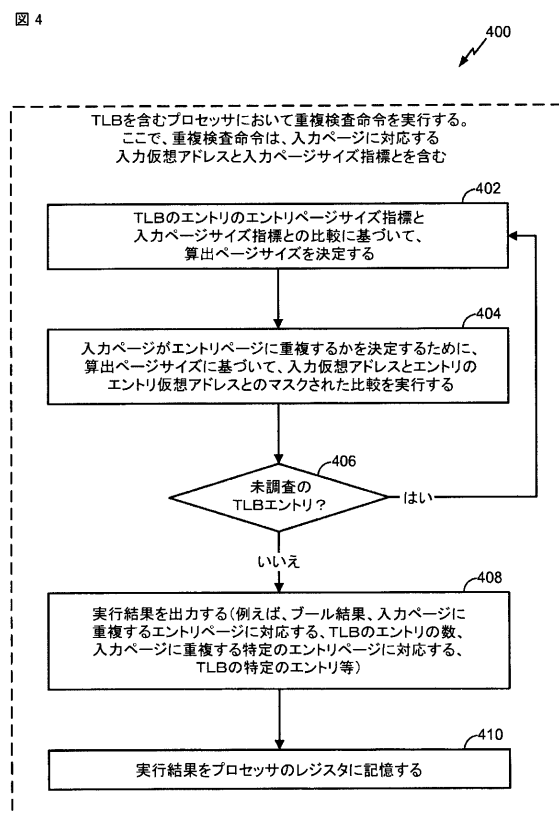 図 4
400
TLBを含むプロセッサにおいて重複検査命令を実行する。
ここで、重複検査命令は、入力ページに対応する
入力仮想アドレスと入力ページサイズ指標とを含む
402
TLBのエントリのエントリページサイズ指標と
入力ページサイズ指標との比較に基づいて、
算出ページサイズを決定する
404
入力ページがエントリページに重複するかを決定するために、
算出ページサイズに基づいて、入力仮想アドレスとエントリの
エントリ仮想アドレスとのマスクされた比較を実行する
406
未調査の
TLBエントリ？
はい
いいえ
408
実行結果を出力する(例えば、ブール結果、入力ページに
重複するエントリページに対応する、TLBのエントリの数、
入力ページに重複する特定のエントリページに対応する、
TLBの特定のエントリ等)
410
実行結果をプロセッサのレジスタに記憶する